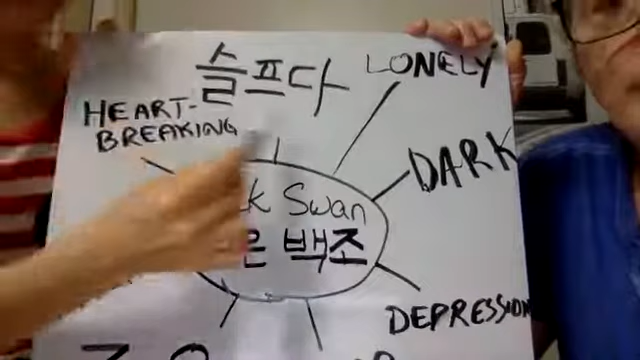 슬프다
LONELY
HEART-
BREAKING
DARK
Swan
백조
DEPRESSION